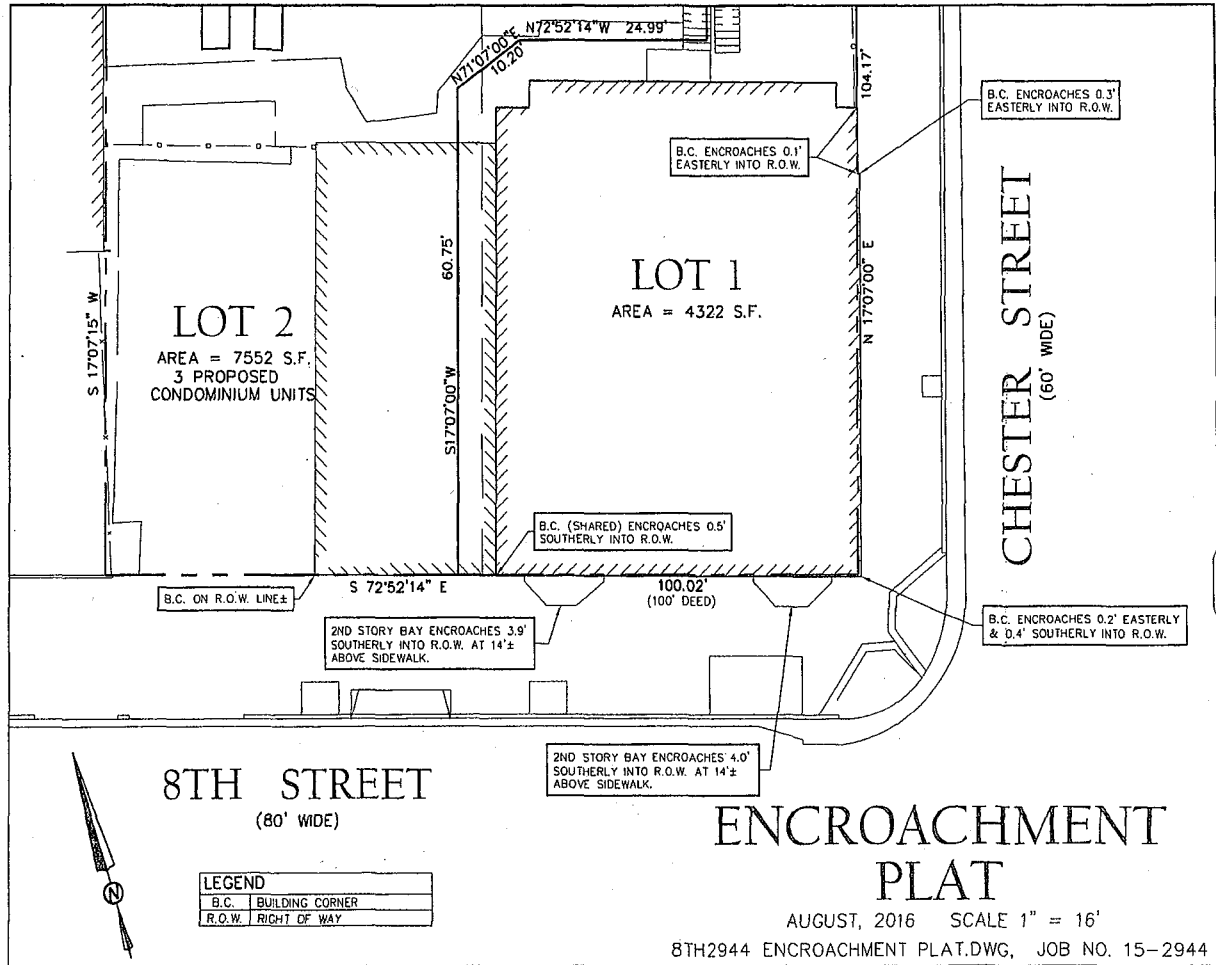 N72°52'14"W 24.99'
N71°07'00"E
10.20'
104.17'
B.C. ENCROACHES 0.3'
EASTERLY INTO R.O.W.
B.C. ENCROACHES 0.1'
EASTERLY INTO R.O.W.
CHESTER STREET
(60' WIDE)
N 17°07'00" E
60.75'
S17°07'00"W
S 17°07'15" W
LOT 1
AREA = 4322 S.F.
LOT 2
AREA = 7552 S.F.
3 PROPOSED
CONDOMINIUM UNITS
B.C. (SHARED) ENCROACHES 0.5'
SOUTHERLY INTO R.O.W.
S 72°52'14" E
100.02'
(100' DEED)
B.C. ON R.O.W. LINE±
2ND STORY BAY ENCROACHES 3.9'
SOUTHERLY INTO R.O.W. AT 14'±
ABOVE SIDEWALK.
B.C. ENCROACHES 0.2' EASTERLY
& 0.4' SOUTHERLY INTO R.O.W.
2ND STORY BAY ENCROACHES 4.0'
SOUTHERLY INTO R.O.W. AT 14'±
ABOVE SIDEWALK.
8TH STREET
(80' WIDE)
N
LEGEND
B.C. BUILDING CORNER
R.O.W. RIGHT OF WAY
ENCROACHMENT
PLAT
AUGUST, 2016 SCALE 1" = 16'
8TH2944 ENCROACHMENT PLAT.DWG, JOB NO. 15-2944